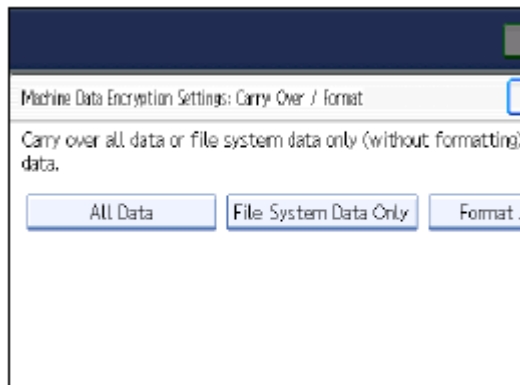 Machine Data Encryption Settings: Carry Over / Format
Carry over all data or file system data only (without formatting)
data.
All Data
File System Data Only
Format